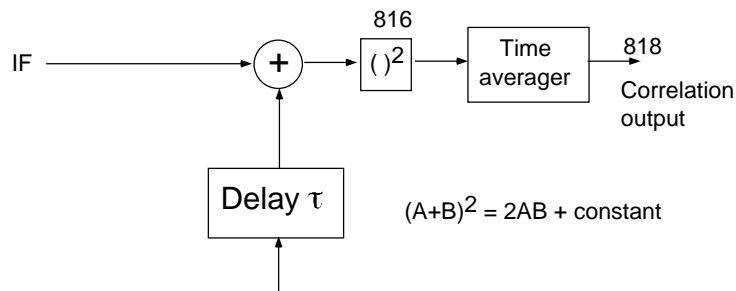 816
IF
+
( )²
Time
averager
818
Correlation
output
Delay τ
(A+B)² = 2AB + constant